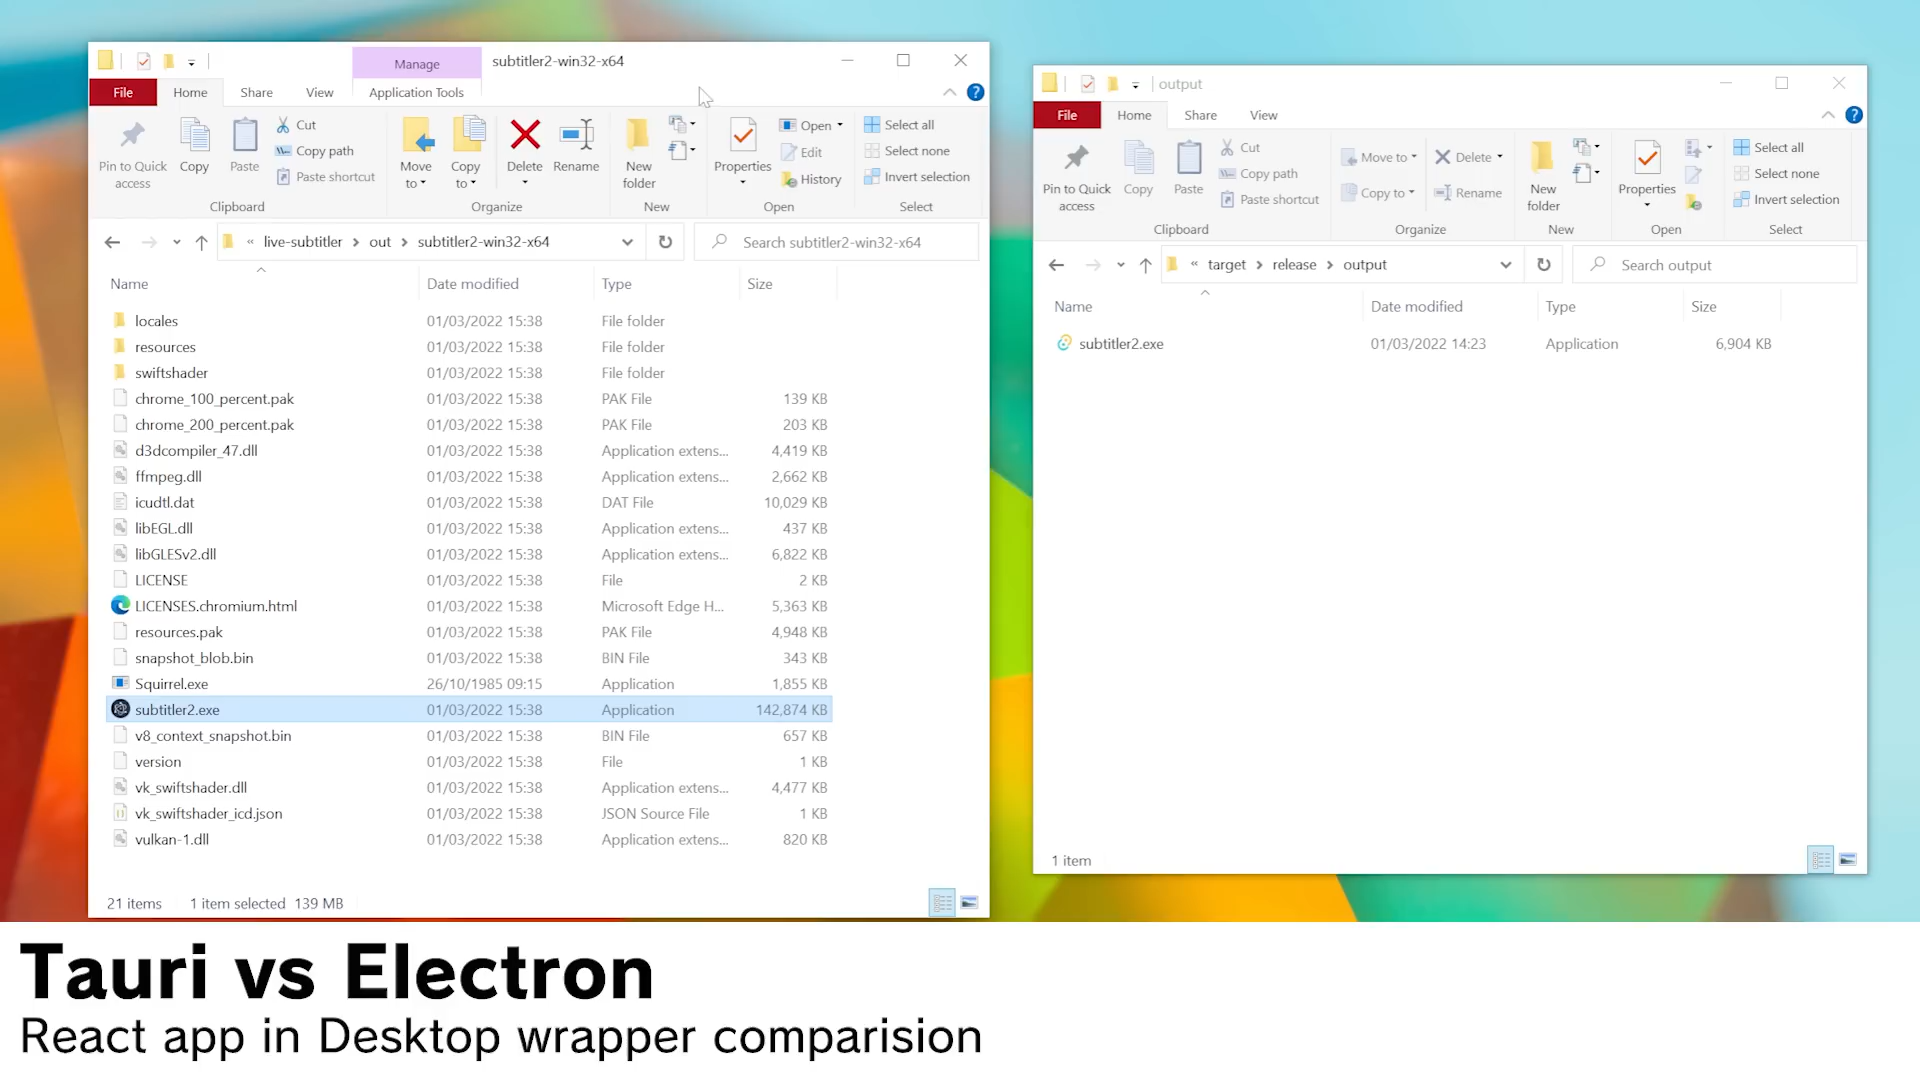 Manage
subtitler2-win32-x64
File
Home
Share
View
Application Tools
Pin to Quick access
Copy
Paste
Cut
Copy path
Paste shortcut
Clipboard
Move to
Copy to
Delete
Rename
Organize
New folder
New
Properties
Open
Edit
History
Open
Select all
Select none
Invert selection
Select
« live-subtitler > out > subtitler2-win32-x64
Search subtitler2-win32-x64
Name Date modified Type Size
locales 01/03/2022 15:38 File folder
resources 01/03/2022 15:38 File folder
swiftshader 01/03/2022 15:38 File folder
chrome_100_percent.pak 01/03/2022 15:38 PAK File 139 KB
chrome_200_percent.pak 01/03/2022 15:38 PAK File 203 KB
d3dcompiler_47.dll 01/03/2022 15:38 Application extens... 4,419 KB
ffmpeg.dll 01/03/2022 15:38 Application extens... 2,662 KB
icudtl.dat 01/03/2022 15:38 DAT File 10,029 KB
libEGL.dll 01/03/2022 15:38 Application extens... 437 KB
libGLESv2.dll 01/03/2022 15:38 Application extens... 6,822 KB
LICENSE 01/03/2022 15:38 File 2 KB
LICENSES.chromium.html 01/03/2022 15:38 Microsoft Edge H... 5,363 KB
resources.pak 01/03/2022 15:38 PAK File 4,948 KB
snapshot_blob.bin 01/03/2022 15:38 BIN File 343 KB
Squirrel.exe 26/10/1985 09:15 Application 1,855 KB
subtitler2.exe 01/03/2022 15:38 Application 142,874 KB
v8_context_snapshot.bin 01/03/2022 15:38 BIN File 657 KB
version 01/03/2022 15:38 File 1 KB
vk_swiftshader.dll 01/03/2022 15:38 Application extens... 4,477 KB
vk_swiftshader_icd.json 01/03/2022 15:38 JSON Source File 1 KB
vulkan-1.dll 01/03/2022 15:38 Application extens... 820 KB
21 items 1 item selected 139 MB
output
File
Home
Share
View
Pin to Quick access
Copy
Paste
Cut
Copy path
Paste shortcut
Clipboard
Move to
Copy to
Delete
Rename
Organize
New folder
New
Properties
Open
Select all
Select none
Invert selection
Select
« target > release > output
Search output
Name Date modified Type Size
subtitler2.exe 01/03/2022 14:23 Application 6,904 KB
1 item
Tauri vs Electron
React app in Desktop wrapper comparision